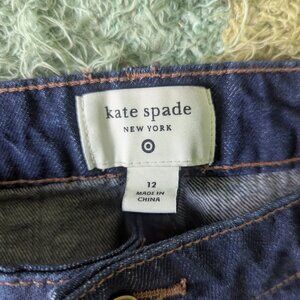 kate spade
NEW YORK
12
MADE IN
CHINA